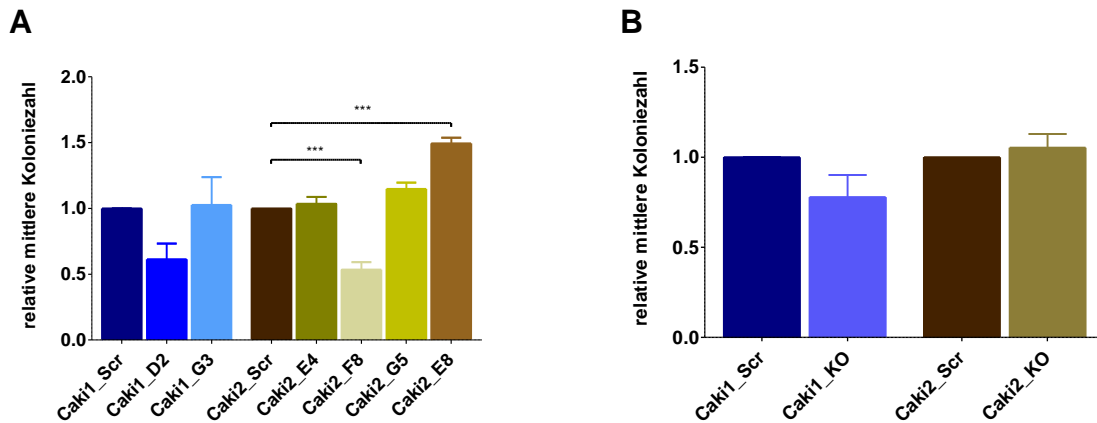 A
relative mittlere Koloniezahl
2.0
1.5
1.0
0.5
0.0
***
***
Caki1_Scr
Caki1_D2
Caki1_G3
Caki2_Scr
Caki2_E4
Caki2_F8
Caki2_G5
Caki2_E8
B
relative mittlere Koloniezahl
1.5
1.0
0.5
0.0
Caki1_Scr
Caki1_KO
Caki2_Scr
Caki2_KO